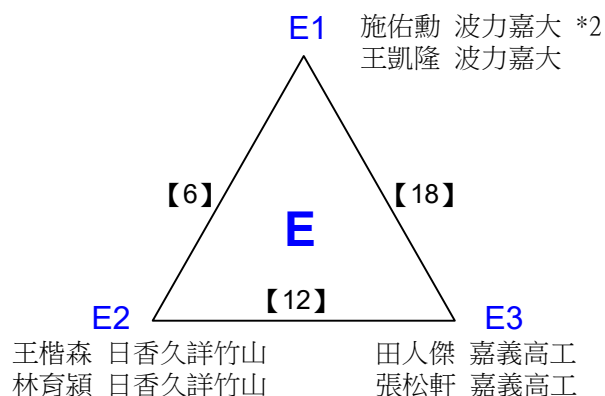 E1
施佑勳 波力嘉大 *2
王凱隆 波力嘉大
【6】
【18】
E
【12】
E2
E3
王楷森 日香久詳竹山
林育潁 日香久詳竹山
田人傑 嘉義高工
張松軒 嘉義高工